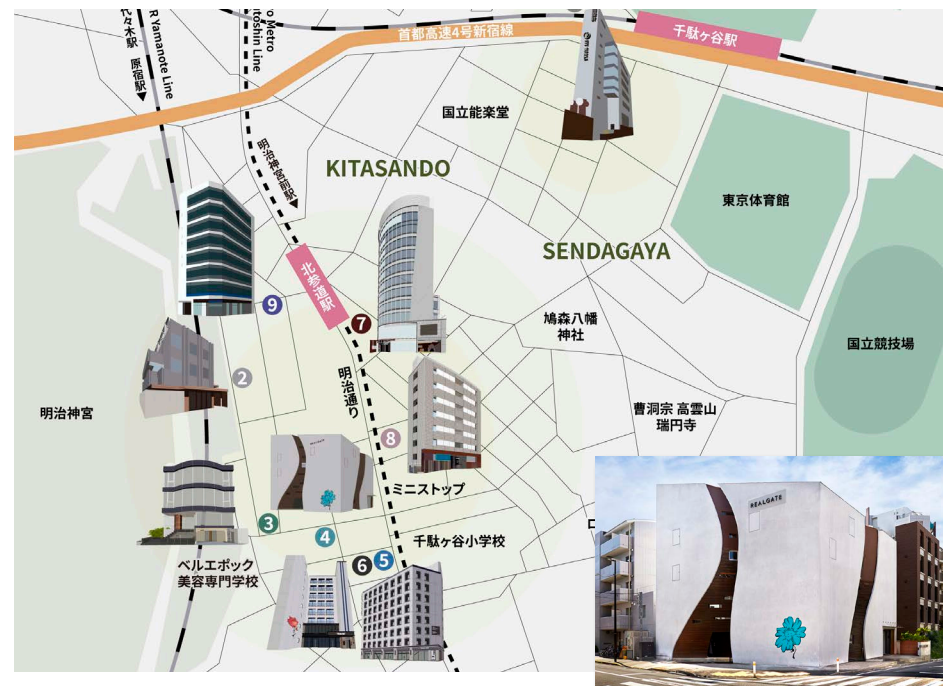 首都高速4号新宿線
千駄ヶ谷駅
代々木駅
原宿駅▼
R Yamanote Line
ro Metro
utoshin Line
国立能楽堂
明治神宮前駅▼
KITASANDO
東京体育館
SENDAGAYA
北参道駅
9
7
鳩森八幡
神社
国立競技場
2
明治通り
明治神宮
曹洞宗 高雲山
瑞円寺
8
ミニストップ
REALGATE
3
4
千駄ヶ谷小学校
ベルエポック
美容専門学校
6
5